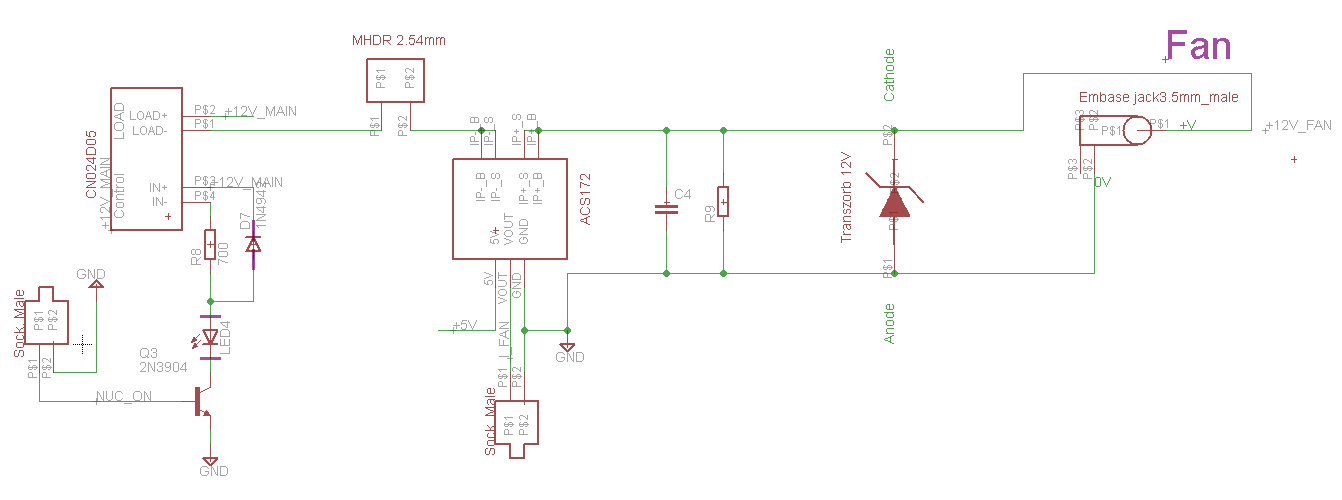 Fan
MHDR 2.54mm
P$1
P$2
P$1
P$2
Cathode
Embase jack3.5mm_male
P$3
P$2
P$1
P$1
+V
+12V_FAN
P$3
P$2
0V
CN024D05
+12V_MAIN
LOAD
Control
LOAD+
LOAD-
IN+
IN-
P$2
P$1
P$3
P$4
+12V_MAIN
+12V_MAIN
IP-_B
IP-_S
IP+_S
IP+_B
IP-_B
IP-_S
IP+_S
IP+_B
ACS172
5V
VOUT
GND
5V
VOUT
GND
C4
R9
Transzorb 12V
P$2
P$2
P$1
Anode
D7
R8
700
GND
Sock_Male
P$1
P$2
P$1
P$2
LED4
Q3
2N3904
NUC_ON
GND
+5V
I_FAN
GND
P$1
P$2
Sock_Male
P$1
P$2